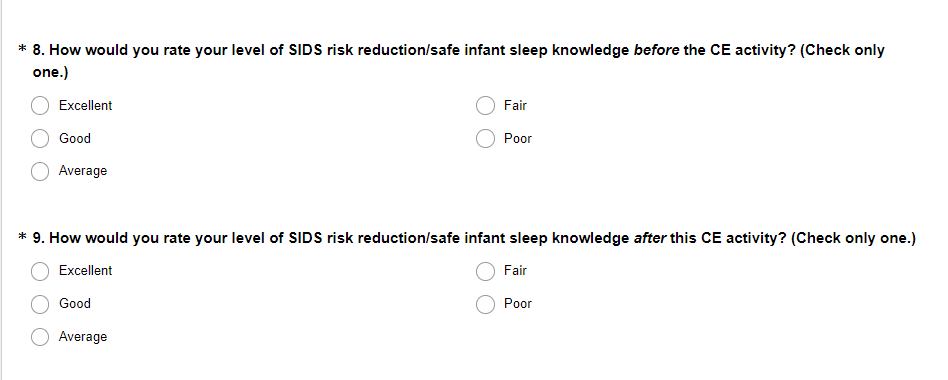 * 8. How would you rate your level of SIDS risk reduction/safe infant sleep knowledge before the CE activity? (Check only
one.)
Excellent
Good
Average
Fair
Poor
* 9. How would you rate your level of SIDS risk reduction/safe infant sleep knowledge after this CE activity? (Check only one.)
Excellent
Good
Average
Fair
Poor